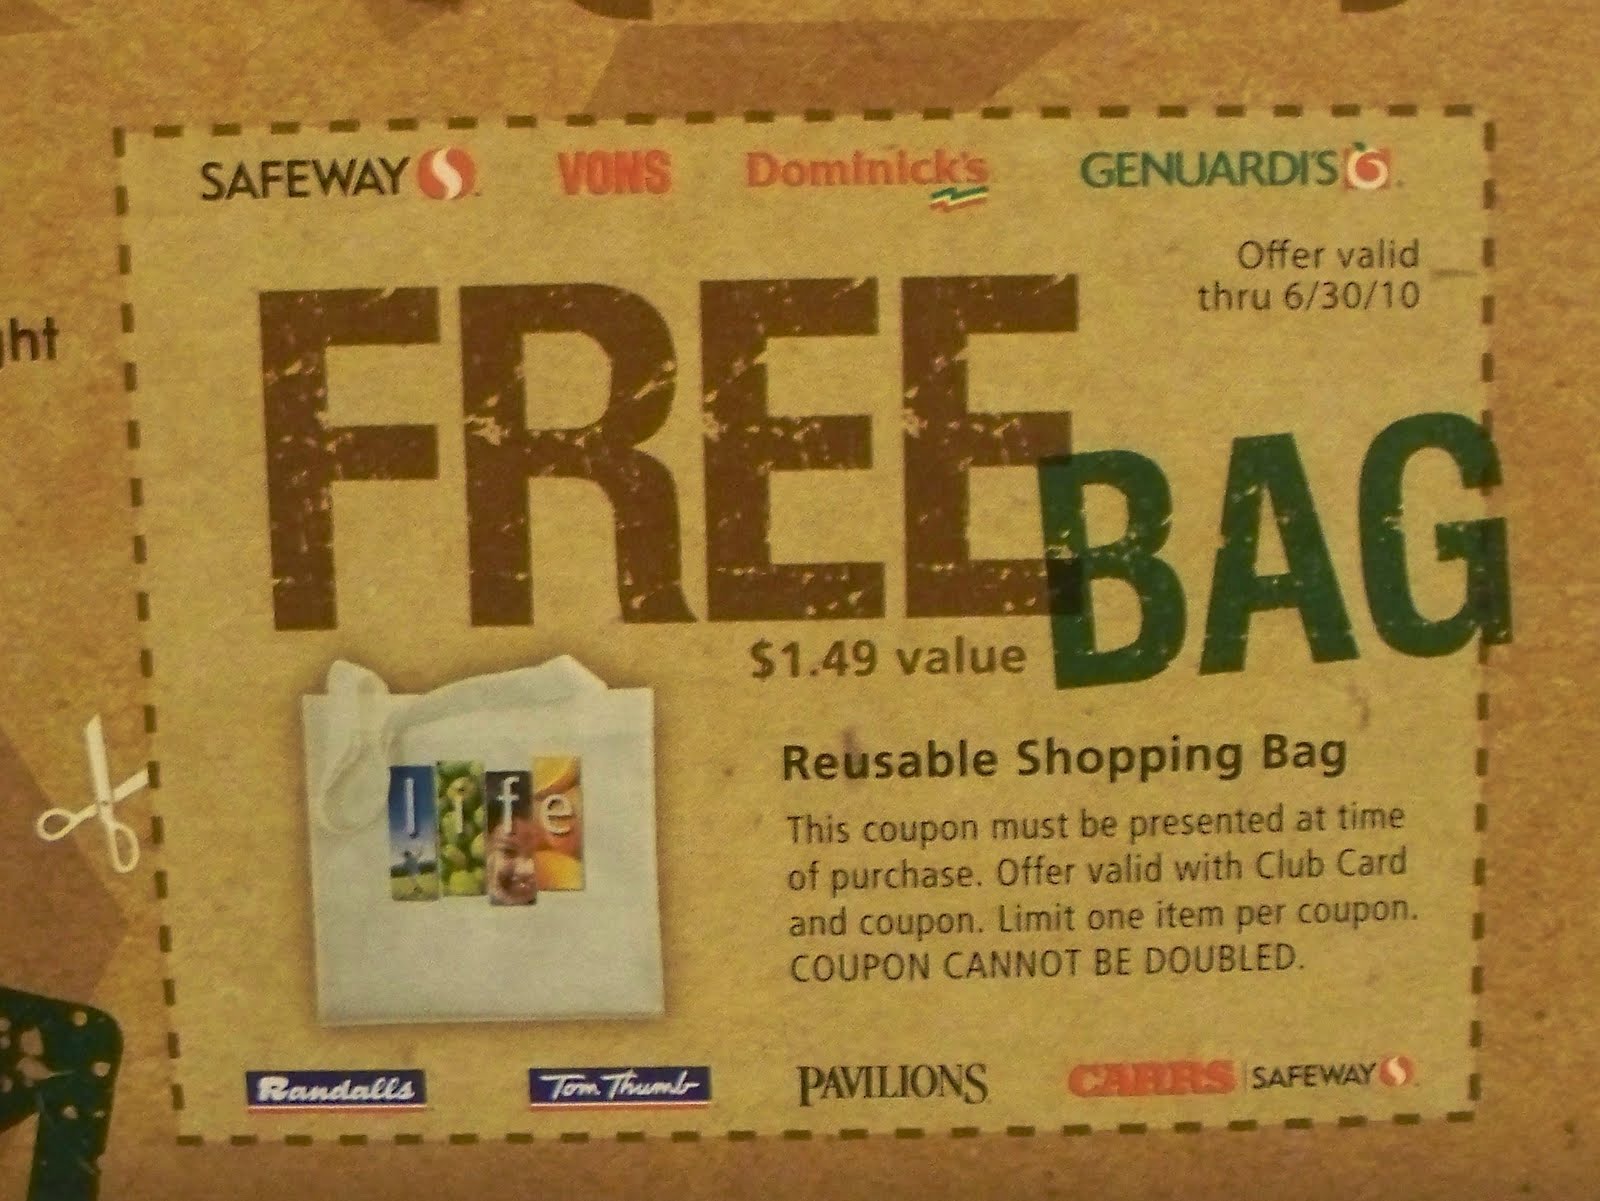 SAFEWAY VONS Dominick's GENUARDI'S
Offer valid
thru 6/30/10
ght
FREE
BAG
$1.49 value
life
Reusable Shopping Bag
This coupon must be presented at time
of purchase. Offer valid with Club Card
and coupon. Limit one item per coupon.
COUPON CANNOT BE DOUBLED.
Randalls Tom Thumb PAVILIONS CARRS | SAFEWAY